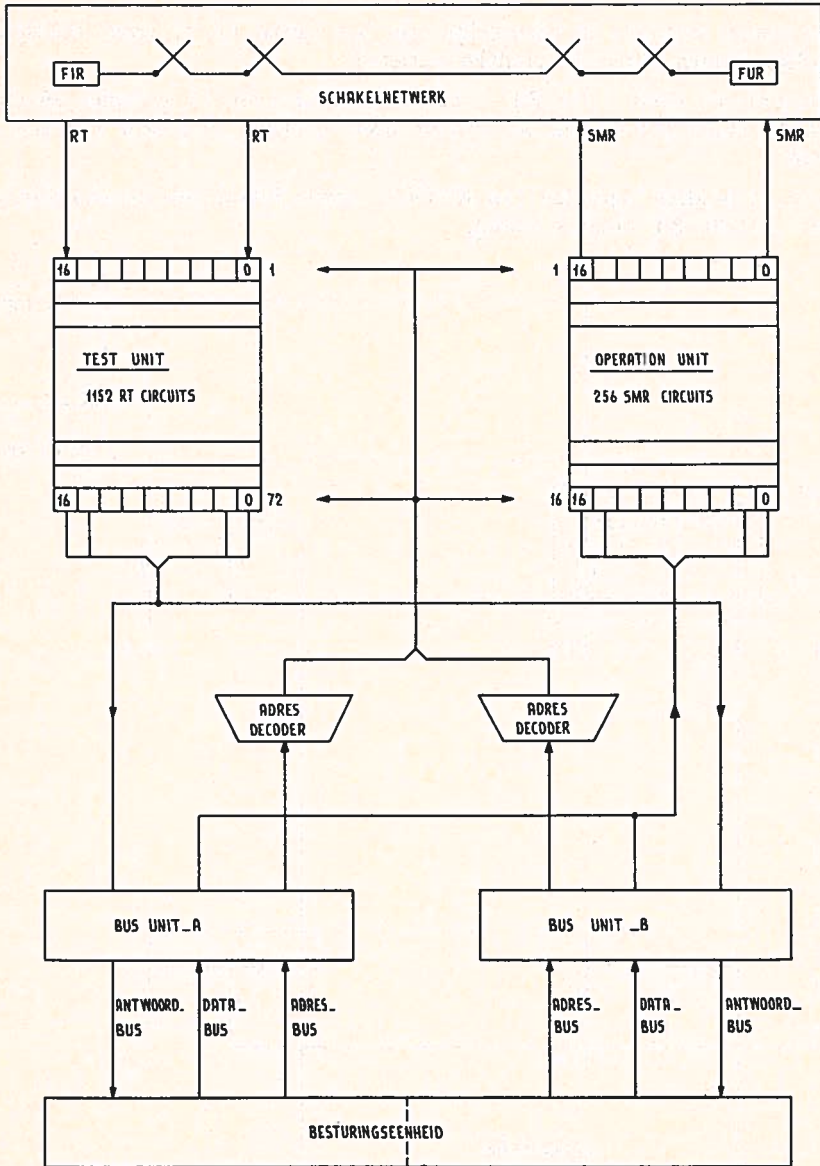 FIR
FUR
SCHAKELNETWERK
RT
RT
SMR
SMR
16
0
1
1
16
0
TEST UNIT
1152 RT CIRCUITS
OPERATION UNIT
256 SMR CIRCUITS
16
0
72
16
16
0
ADRES
DECODER
ADRES
DECODER
BUS UNIT_A
BUS UNIT_B
ANTWOORD_
BUS
DATA_
BUS
ADRES_
BUS
ADRES_
BUS
DATA_
BUS
ANTWOORD_
BUS
BESTURINGSEENHEID